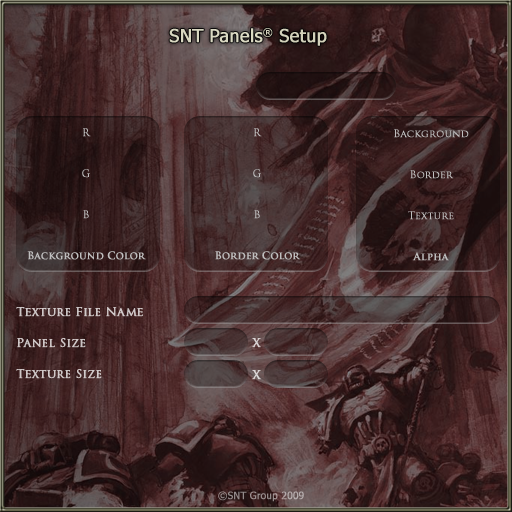 SNT Panels® Setup
R R Background
G G Border
B B Texture
Background Color Border Color Alpha
Texture File Name
Panel Size X
Texture Size X
©SNT Group 2009